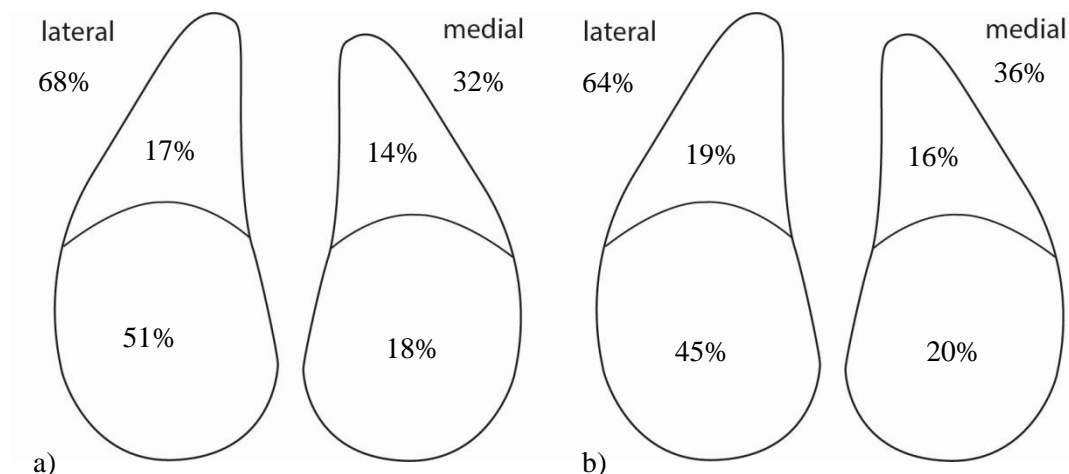 lateral
68%
medial
32%
17%
14%
51%
18%
a)
lateral
64%
medial
36%
19%
16%
45%
20%
b)